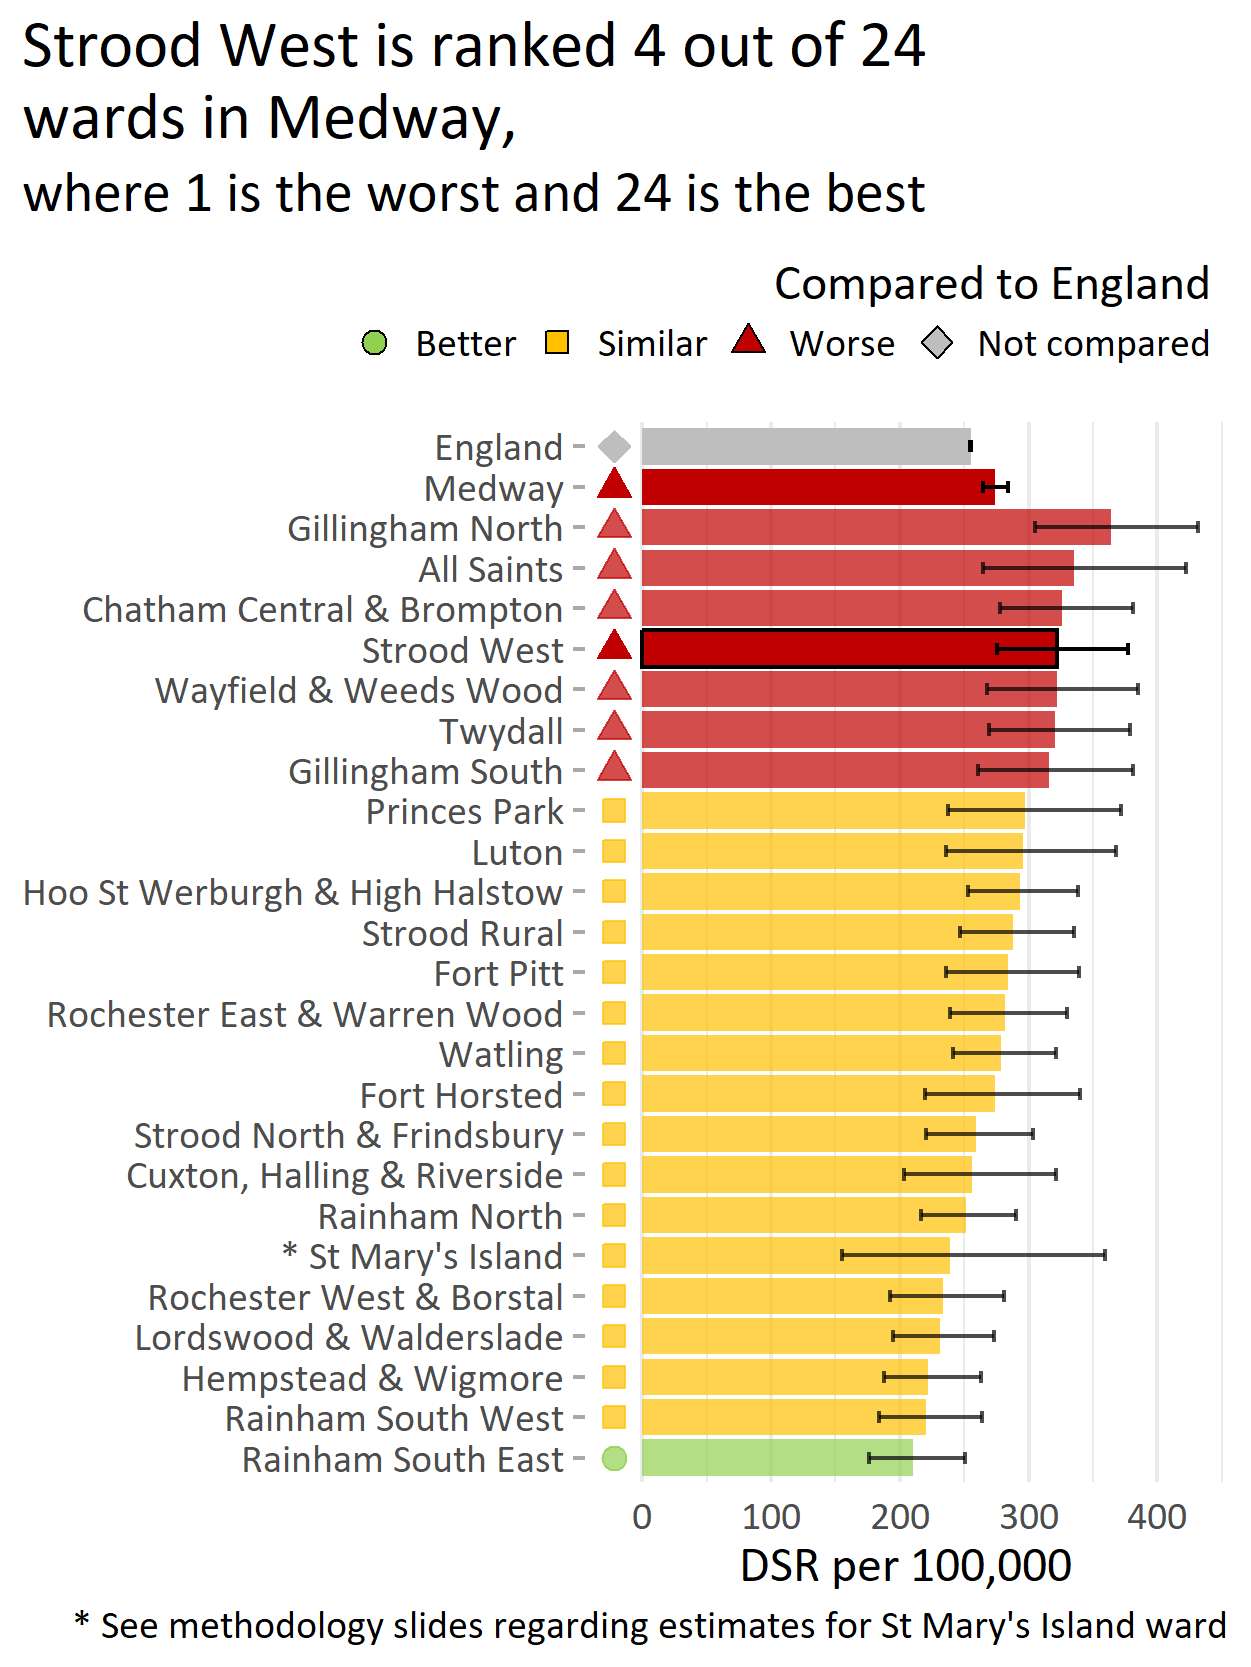 Strood West is ranked 4 out of 24
wards in Medway,
where 1 is the worst and 24 is the best
Compared to England
Better Similar Worse Not compared
England
Medway
Gillingham North
All Saints
Chatham Central & Brompton
Strood West
Wayfield & Weeds Wood
Twydall
Gillingham South
Princes Park
Luton
Hoo St Werburgh & High Halstow
Strood Rural
Fort Pitt
Rochester East & Warren Wood
Watling
Fort Horsted
Strood North & Frindsbury
Cuxton, Halling & Riverside
Rainham North
* St Mary's Island
Rochester West & Borstal
Lordswood & Walderslade
Hempstead & Wigmore
Rainham South West
Rainham South East
0 100 200 300 400
DSR per 100,000
* See methodology slides regarding estimates for St Mary's Island ward